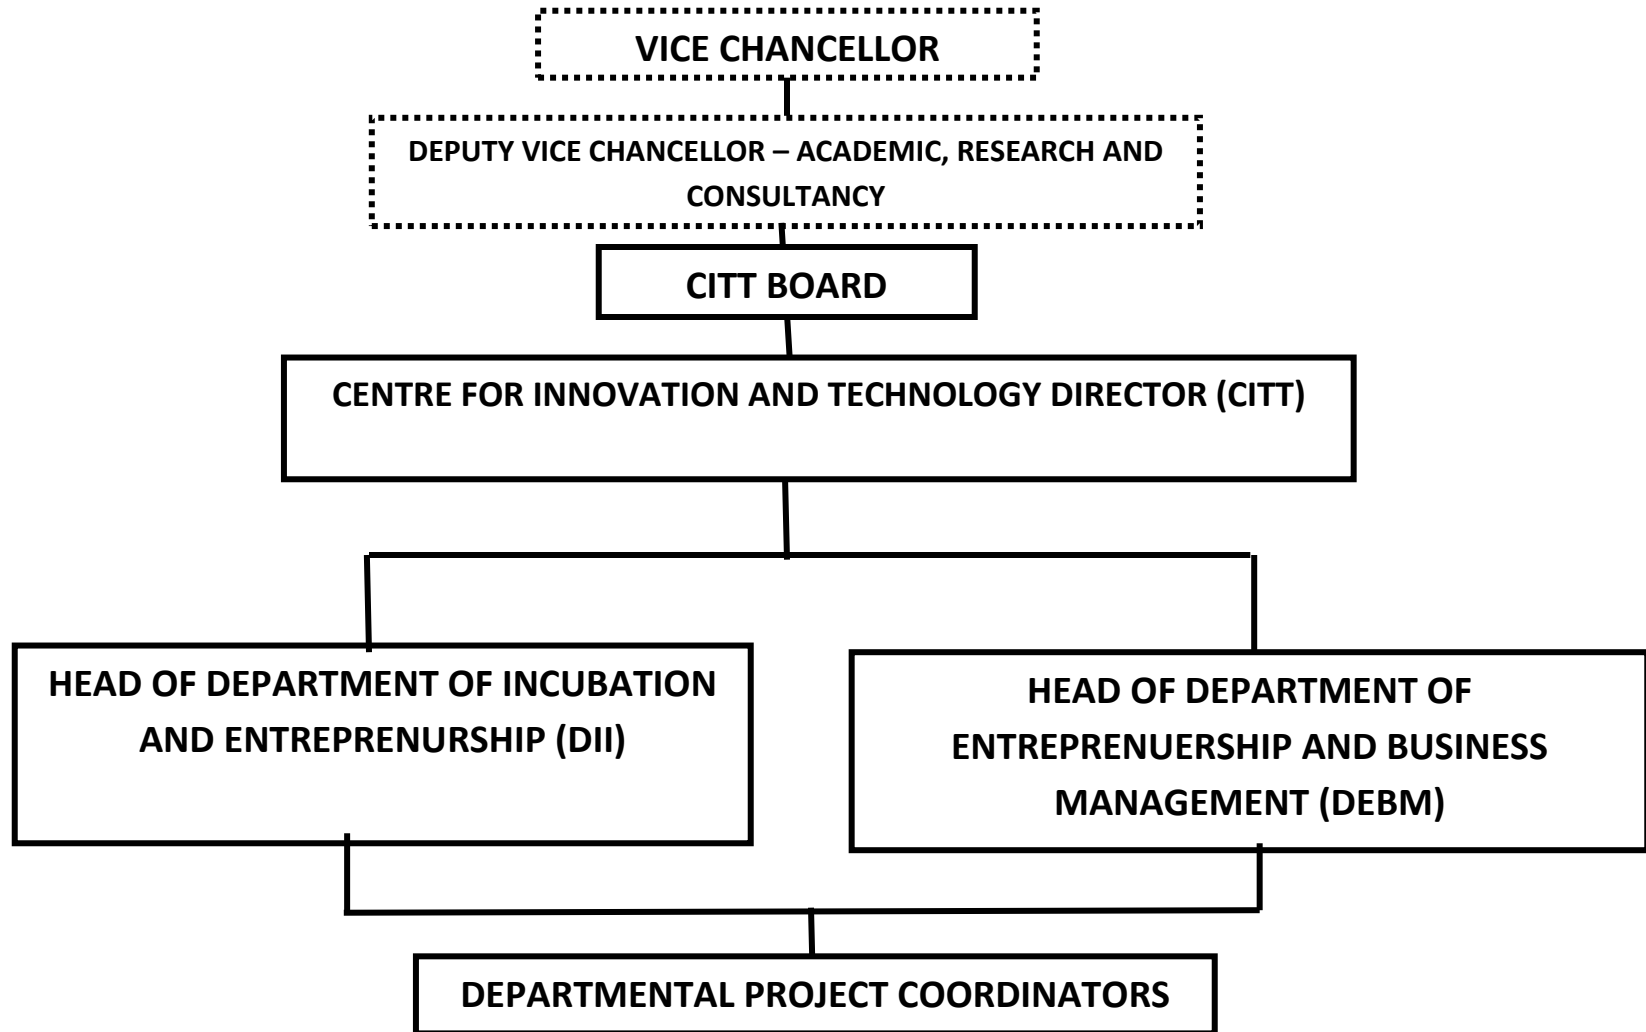 VICE CHANCELLOR
DEPUTY VICE CHANCELLOR – ACADEMIC, RESEARCH AND
CONSULTANCY
CITT BOARD
CENTRE FOR INNOVATION AND TECHNOLOGY DIRECTOR (CITT)
HEAD OF DEPARTMENT OF INCUBATION
AND ENTREPRENURSHIP (DII)
HEAD OF DEPARTMENT OF
ENTREPRENUERSHIP AND BUSINESS
MANAGEMENT (DEBM)
DEPARTMENTAL PROJECT COORDINATORS